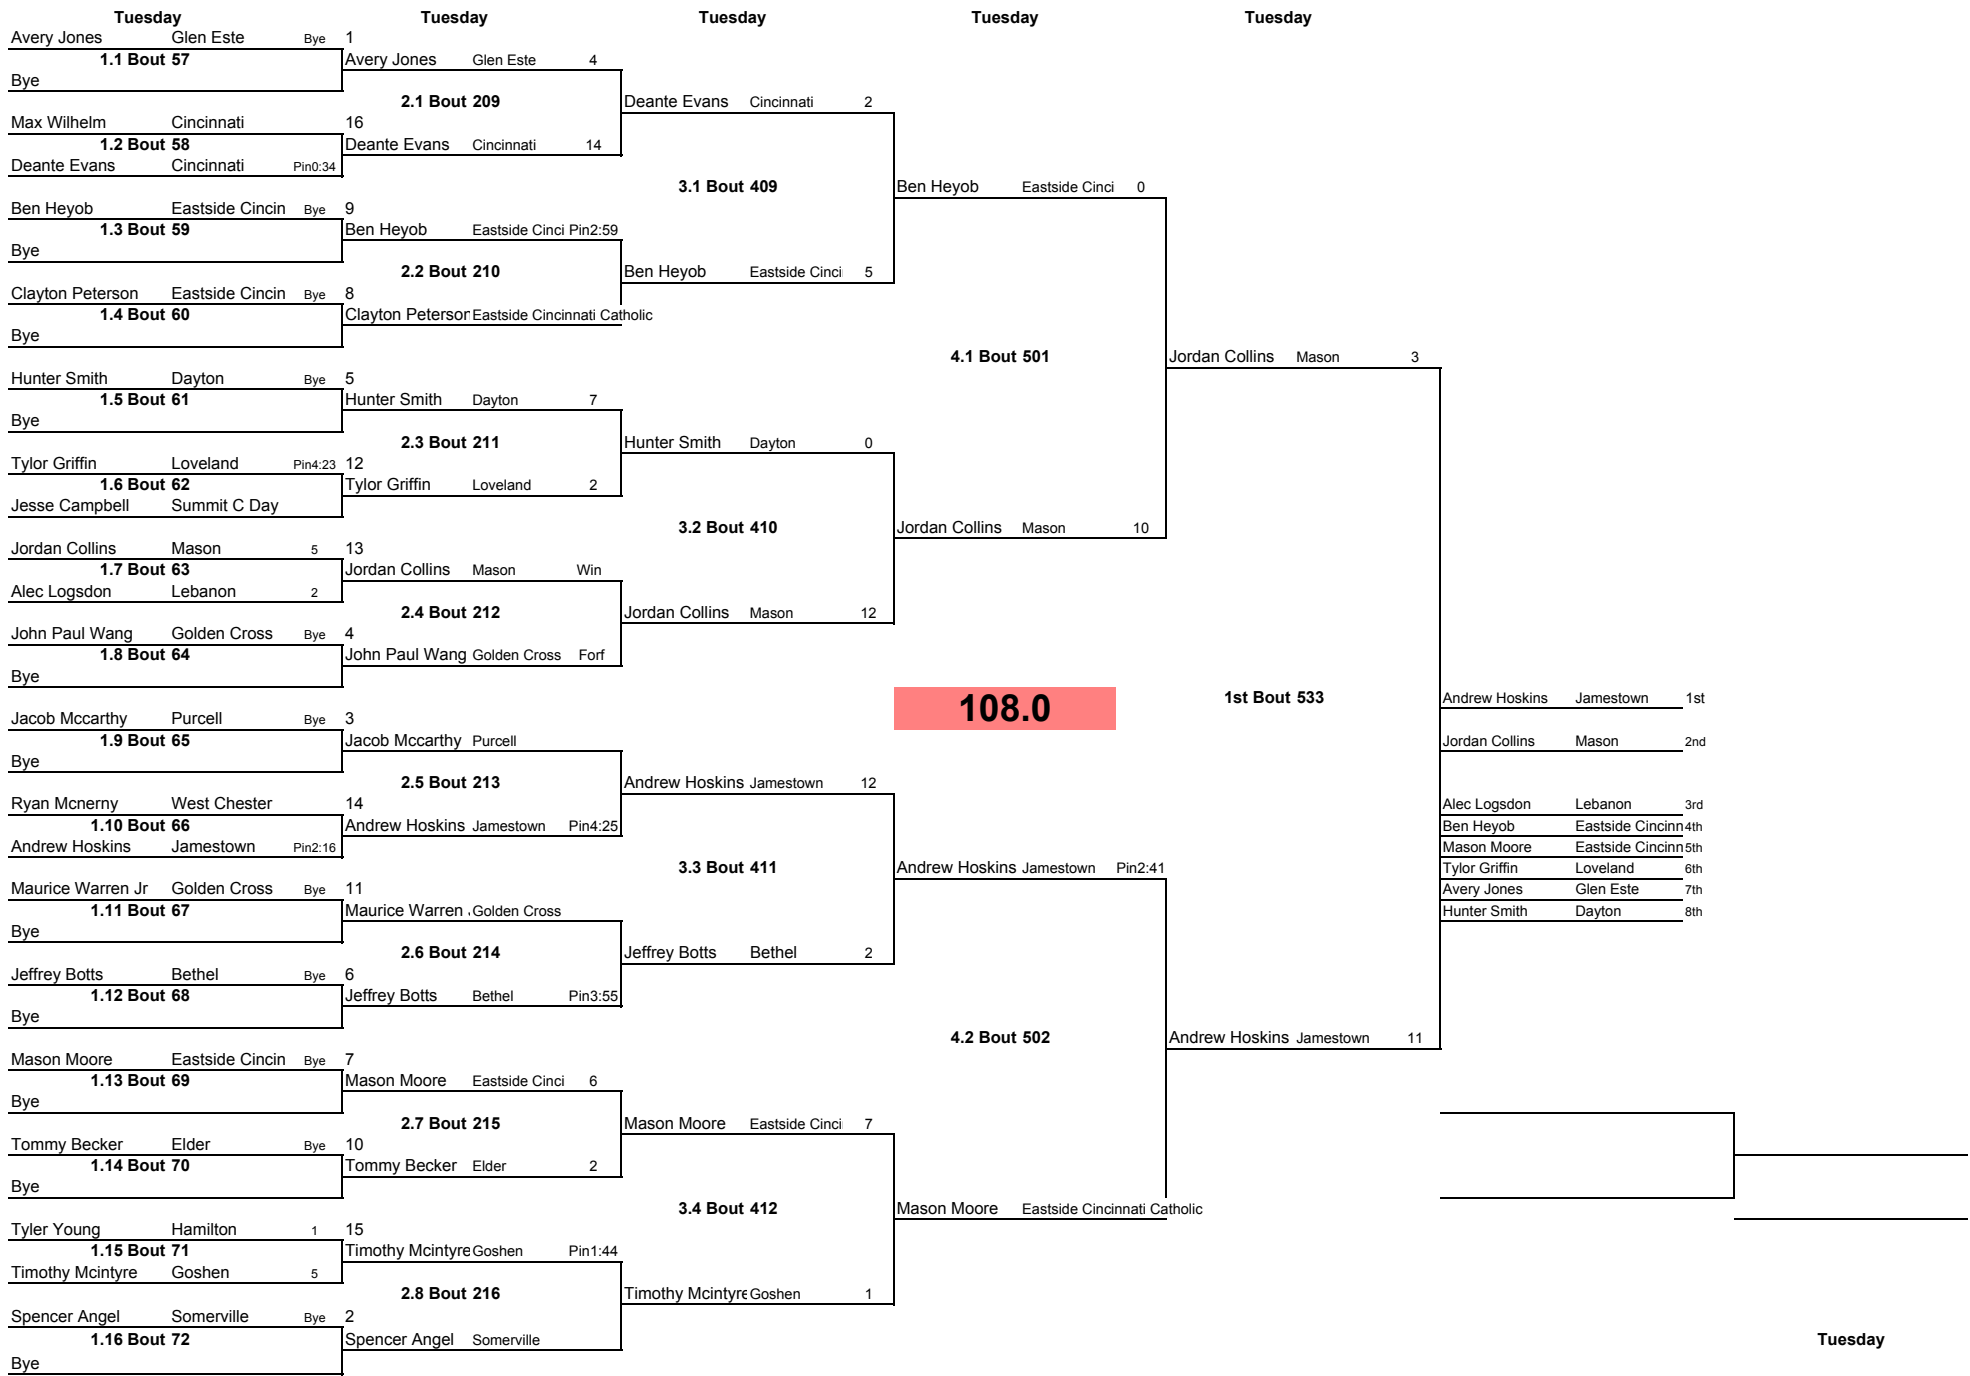 Tuesday Tuesday Tuesday Tuesday Tuesday
Avery Jones Glen Este Bye 1
1.1 Bout 57 Avery Jones Glen Este 4
Bye
2.1 Bout 209 Deante Evans Cincinnati 2
Max Wilhelm Cincinnati 16
1.2 Bout 58 Deante Evans Cincinnati 14
Deante Evans Cincinnati Pin0:34
3.1 Bout 409 Ben Heyob Eastside Cinci 0
Ben Heyob Eastside Cincin Bye 9
1.3 Bout 59 Ben Heyob Eastside Cinci Pin2:59
Bye
2.2 Bout 210 Ben Heyob Eastside Cinci 5
Clayton Peterson Eastside Cincin Bye 8
1.4 Bout 60 Clayton Peterson Eastside Cincinnati Catholic
Bye
4.1 Bout 501 Jordan Collins Mason 3
Hunter Smith Dayton Bye 5
1.5 Bout 61 Hunter Smith Dayton 7
Bye
2.3 Bout 211 Hunter Smith Dayton 0
Tylor Griffin Loveland Pin4:23 12
1.6 Bout 62 Tylor Griffin Loveland 2
Jesse Campbell Summit C Day
3.2 Bout 410 Jordan Collins Mason 10
Jordan Collins Mason 5 13
1.7 Bout 63 Jordan Collins Mason Win
Alec Logsdon Lebanon 2
2.4 Bout 212 Jordan Collins Mason 12
John Paul Wang Golden Cross Bye 4
1.8 Bout 64 John Paul Wang Golden Cross Forf
Bye
108.0 1st Bout 533 Andrew Hoskins Jamestown 1st
Jacob Mccarthy Purcell Bye 3
1.9 Bout 65 Jacob Mccarthy Purcell Jordan Collins Mason 2nd
Bye
2.5 Bout 213 Andrew Hoskins Jamestown 12
Ryan Mcnerny West Chester 14 Alec Logsdon Lebanon 3rd
1.10 Bout 66 Andrew Hoskins Jamestown Pin4:25 Ben Heyob Eastside Cincinn 4th
Andrew Hoskins Jamestown Pin2:16 Mason Moore Eastside Cincinn 5th
3.3 Bout 411 Andrew Hoskins Jamestown Pin2:41 Tylor Griffin Loveland 6th
Maurice Warren Jr Golden Cross Bye 11 Avery Jones Glen Este 7th
1.11 Bout 67 Maurice Warren J Golden Cross Hunter Smith Dayton 8th
Bye
2.6 Bout 214 Jeffrey Botts Bethel 2
Jeffrey Botts Bethel Bye 6
1.12 Bout 68 Jeffrey Botts Bethel Pin3:55
Bye
4.2 Bout 502 Andrew Hoskins Jamestown 11
Mason Moore Eastside Cincin Bye 7
1.13 Bout 69 Mason Moore Eastside Cinci 6
Bye
2.7 Bout 215 Mason Moore Eastside Cinci 7
Tommy Becker Elder Bye 10
1.14 Bout 70 Tommy Becker Elder 2
Bye
3.4 Bout 412 Mason Moore Eastside Cincinnati Catholic
Tyler Young Hamilton 1 15
1.15 Bout 71 Timothy Mcintyre Goshen Pin1:44
Timothy Mcintyre Goshen 5
2.8 Bout 216 Timothy Mcintyre Goshen 1
Spencer Angel Somerville Bye 2
1.16 Bout 72 Spencer Angel Somerville Tuesday
Bye